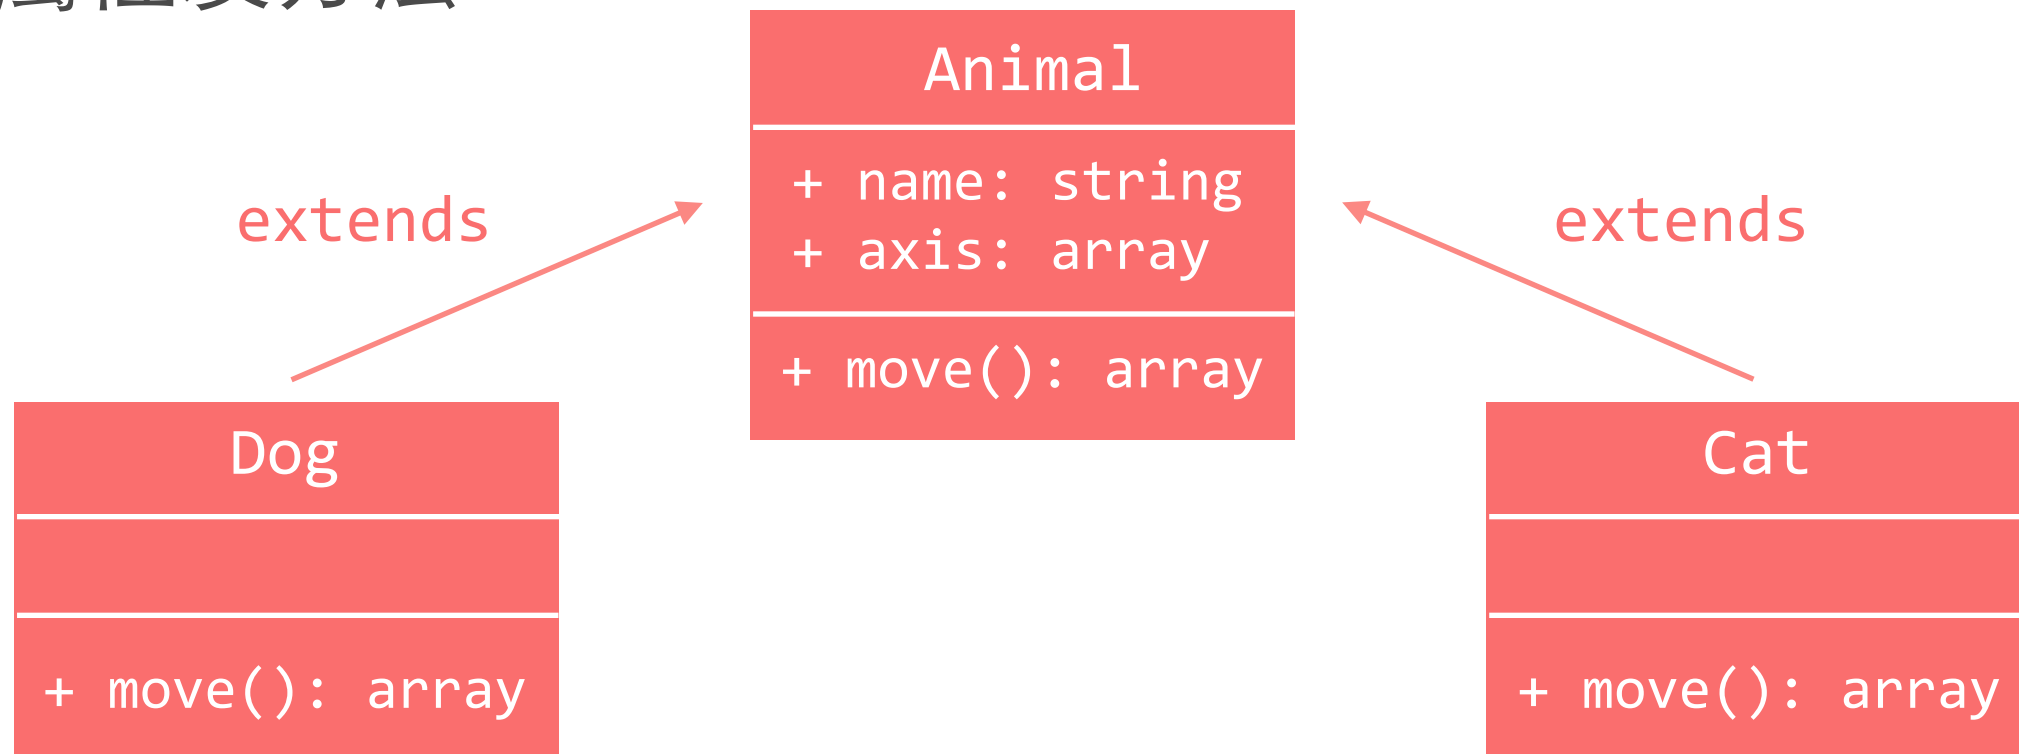 Animal
+ name: string
+ axis: array
+ move(): array
extends
extends
Dog
+ move(): array
Cat
+ move(): array